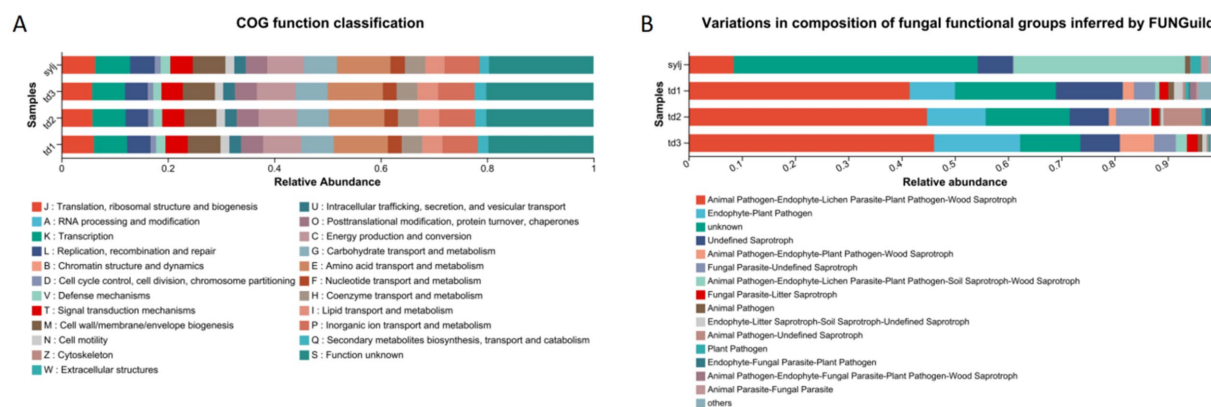 A
COG function classification
Samples
sylj
td3
td2
td1
0
0.2
0.4
0.6
0.8
1
Relative Abundance
J : Translation, ribosomal structure and biogenesis
A : RNA processing and modification
K : Transcription
L : Replication, recombination and repair
B : Chromatin structure and dynamics
D : Cell cycle control, cell division, chromosome partitioning
V : Defense mechanisms
T : Signal transduction mechanisms
M : Cell wall/membrane/envelope biogenesis
N : Cell motility
Z : Cytoskeleton
W : Extracellular structures
U : Intracellular trafficking, secretion, and vesicular transport
O : Posttranslational modification, protein turnover, chaperones
C : Energy production and conversion
G : Carbohydrate transport and metabolism
E : Amino acid transport and metabolism
F : Nucleotide transport and metabolism
H : Coenzyme transport and metabolism
I : Lipid transport and metabolism
P : Inorganic ion transport and metabolism
Q : Secondary metabolites biosynthesis, transport and catabolism
S : Function unknown
B
Variations in composition of fungal functional groups inferred by FUNGuild
Samples
sylj
td1
td2
td3
0
0.1
0.2
0.3
0.4
0.5
0.6
0.7
0.8
0.9
Relative abundance
Animal Pathogen-Endophyte-Lichen Parasite-Plant Pathogen-Wood Saprotroph
Endophyte-Plant Pathogen
unknown
Undefined Saprotroph
Animal Pathogen-Endophyte-Plant Pathogen-Wood Saprotroph
Fungal Parasite-Undefined Saprotroph
Animal Pathogen-Endophyte-Lichen Parasite-Plant Pathogen-Soil Saprotroph-Wood Saprotroph
Fungal Parasite-Litter Saprotroph
Animal Pathogen
Endophyte-Litter Saprotroph-Soil Saprotroph-Undefined Saprotroph
Animal Pathogen-Undefined Saprotroph
Plant Pathogen
Endophyte-Fungal Parasite-Plant Pathogen
Animal Pathogen-Endophyte-Fungal Parasite-Plant Pathogen-Wood Saprotroph
Animal Parasite-Fungal Parasite
others